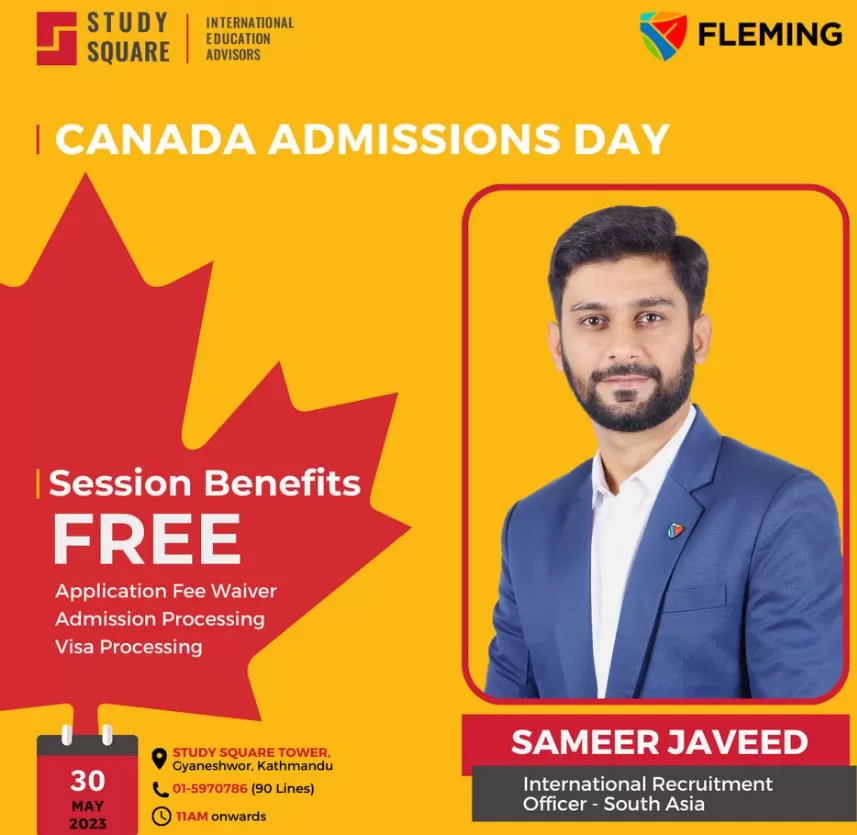 STUDY
SQUARE
INTERNATIONAL
EDUCATION
ADVISORS
FLEMING
CANADA ADMISSIONS DAY
Session Benefits
FREE
Application Fee Waiver
Admission Processing
Visa Processing
30
MAY
2023
STUDY SQUARE TOWER,
Gyaneshwor, Kathmandu
01-5970786 (90 Lines)
11AM onwards
SAMEER JAVEED
International Recruitment
Officer - South Asia